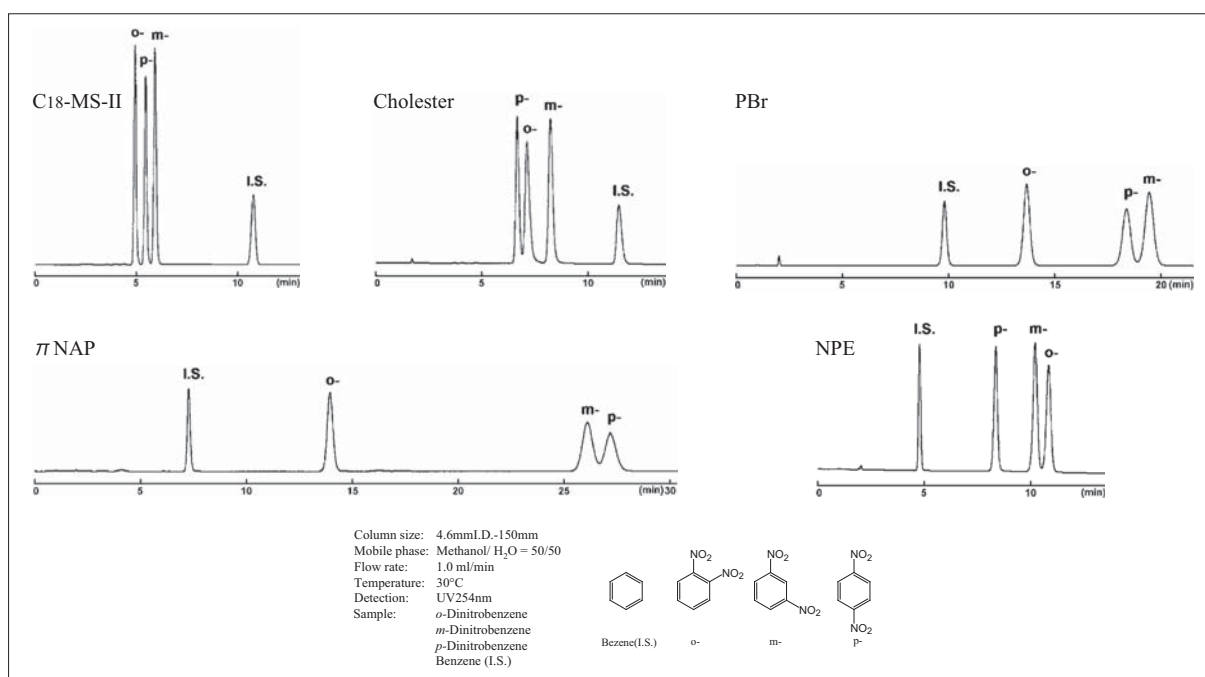 C18-MS-II
o-
m-
p-
I.S.
0
5
10
(min)
Cholester
p-
m-
o-
I.S.
0
5
10
(min)
PBr
I.S.
o-
p-
m-
0
5
10
15
20
(min)
π NAP
I.S.
o-
m-
p-
0
5
10
15
20
25
(min)
30
NPE
I.S.
p-
m-
o-
0
5
10
(min)
Column size: 4.6mmI.D.-150mm
Mobile phase: Methanol/ H₂O = 50/50
Flow rate: 1.0 ml/min
Temperature: 30°C
Detection: UV254nm
Sample: o-Dinitrobenzene
m-Dinitrobenzene
p-Dinitrobenzene
Benzene (I.S.)
NO₂
NO₂
NO₂
NO₂
NO₂
NO₂
Bezene(I.S.)
o-
m-
p-